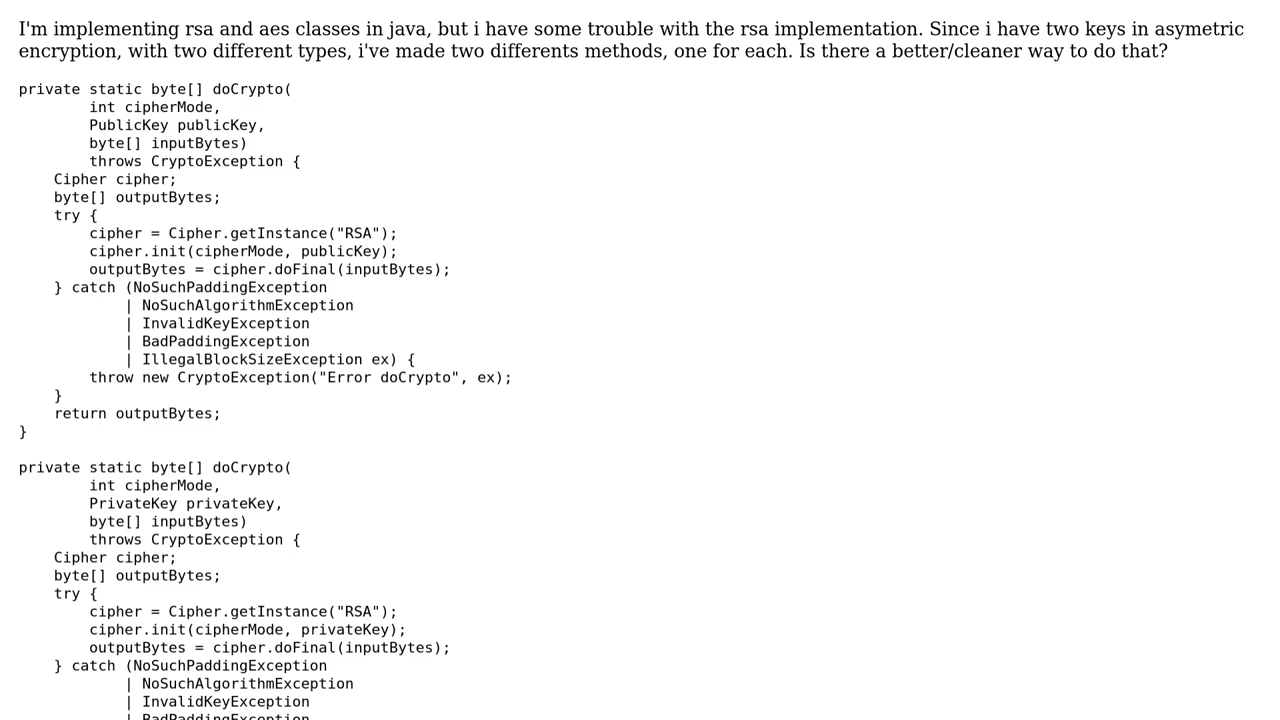 I'm implementing rsa and aes classes in java, but i have some trouble with the rsa implementation. Since i have two keys in asymetric
encryption, with two different types, i've made two differents methods, one for each. Is there a better/cleaner way to do that?
private static byte[] doCrypto(
        int cipherMode,
        PublicKey publicKey,
        byte[] inputBytes)
        throws CryptoException {
    Cipher cipher;
    byte[] outputBytes;
    try {
        cipher = Cipher.getInstance("RSA");
        cipher.init(cipherMode, publicKey);
        outputBytes = cipher.doFinal(inputBytes);
    } catch (NoSuchPaddingException
            | NoSuchAlgorithmException
            | InvalidKeyException
            | BadPaddingException
            | IllegalBlockSizeException ex) {
        throw new CryptoException("Error doCrypto", ex);
    }
    return outputBytes;
}
private static byte[] doCrypto(
        int cipherMode,
        PrivateKey privateKey,
        byte[] inputBytes)
        throws CryptoException {
    Cipher cipher;
    byte[] outputBytes;
    try {
        cipher = Cipher.getInstance("RSA");
        cipher.init(cipherMode, privateKey);
        outputBytes = cipher.doFinal(inputBytes);
    } catch (NoSuchPaddingException
            | NoSuchAlgorithmException
            | InvalidKeyException
            | BadPaddingException